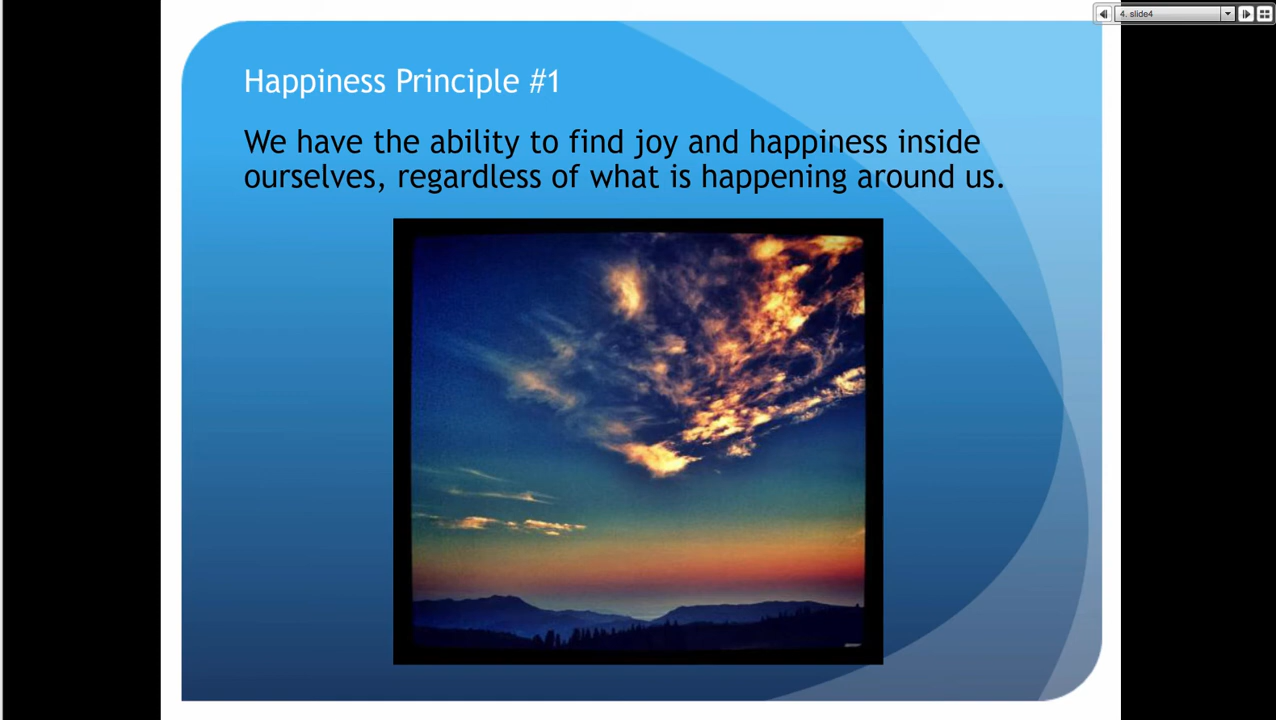 4. slide4
Happiness Principle #1
We have the ability to find joy and happiness inside
ourselves, regardless of what is happening around us.